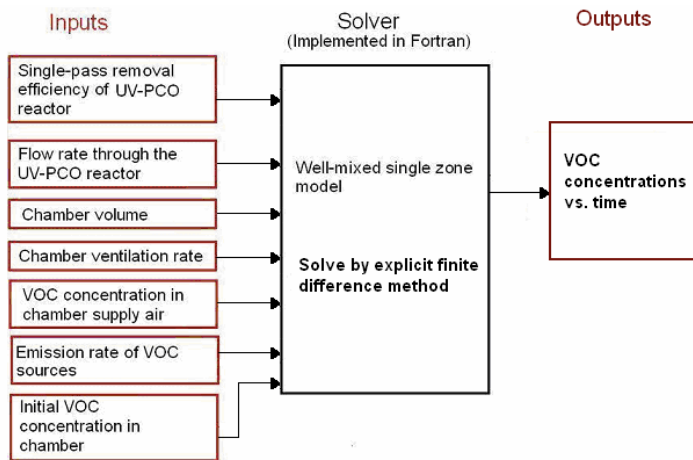 Inputs
Solver
(Implemented in Fortran)
Outputs
Single-pass removal
efficiency of UV-PCO
reactor
Flow rate through the
UV-PCO reactor
Chamber volume
Chamber ventilation rate
VOC concentration in
chamber supply air
Emission rate of VOC
sources
Initial VOC
concentration in
chamber
Well-mixed single zone
model
Solve by explicit finite
difference method
VOC
concentrations
vs. time